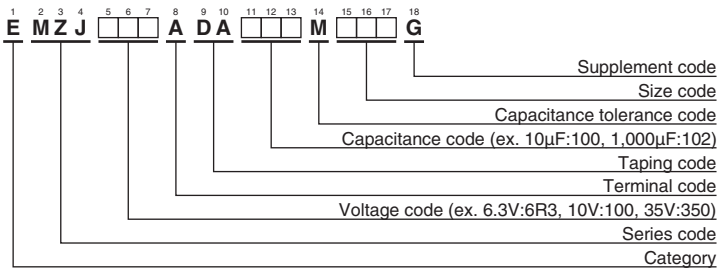 1 2 3 4 5 6 7 8 9 10 11 12 13 14 15 16 17 18
E MZJ □□□ A DA □□□ M □□□ G
Supplement code
Size code
Capacitance tolerance code
Capacitance code (ex. 10μF:100, 1,000μF:102)
Taping code
Terminal code
Voltage code (ex. 6.3V:6R3, 10V:100, 35V:350)
Series code
Category